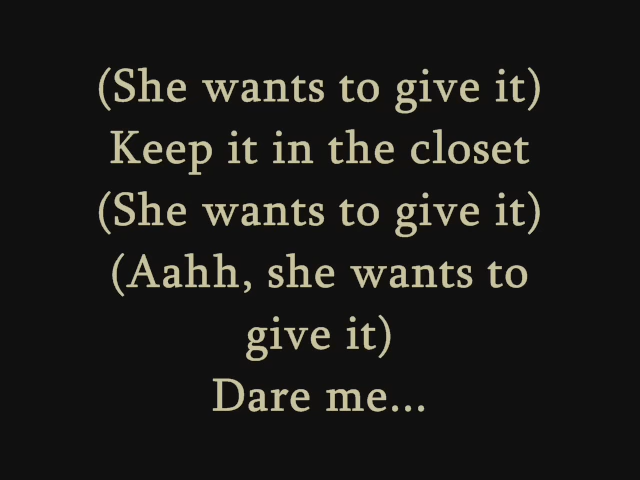 (She wants to give it)
Keep it in the closet
(She wants to give it)
(Aahh, she wants to
give it)
Dare me...